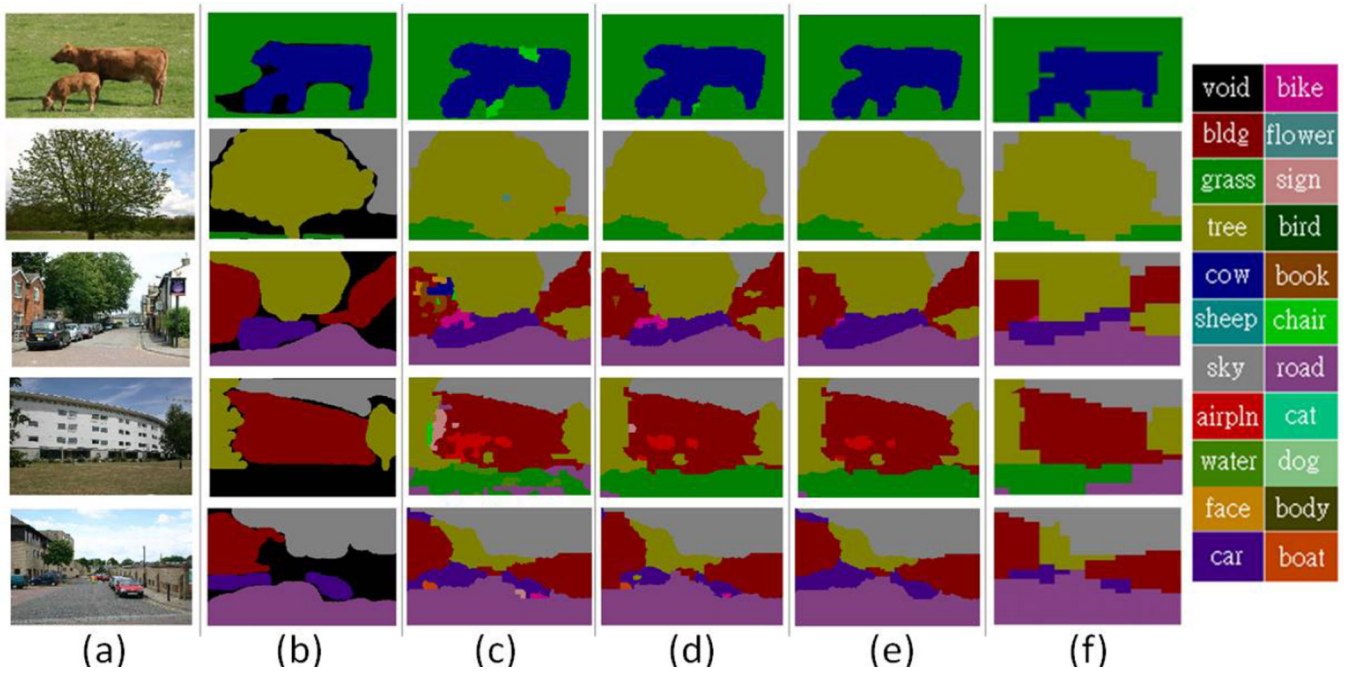 void bike
bldg flower
grass sign
tree bird
cow book
sheep chair
sky road
airpln cat
water dog
face body
car boat
(a) (b) (c) (d) (e) (f)